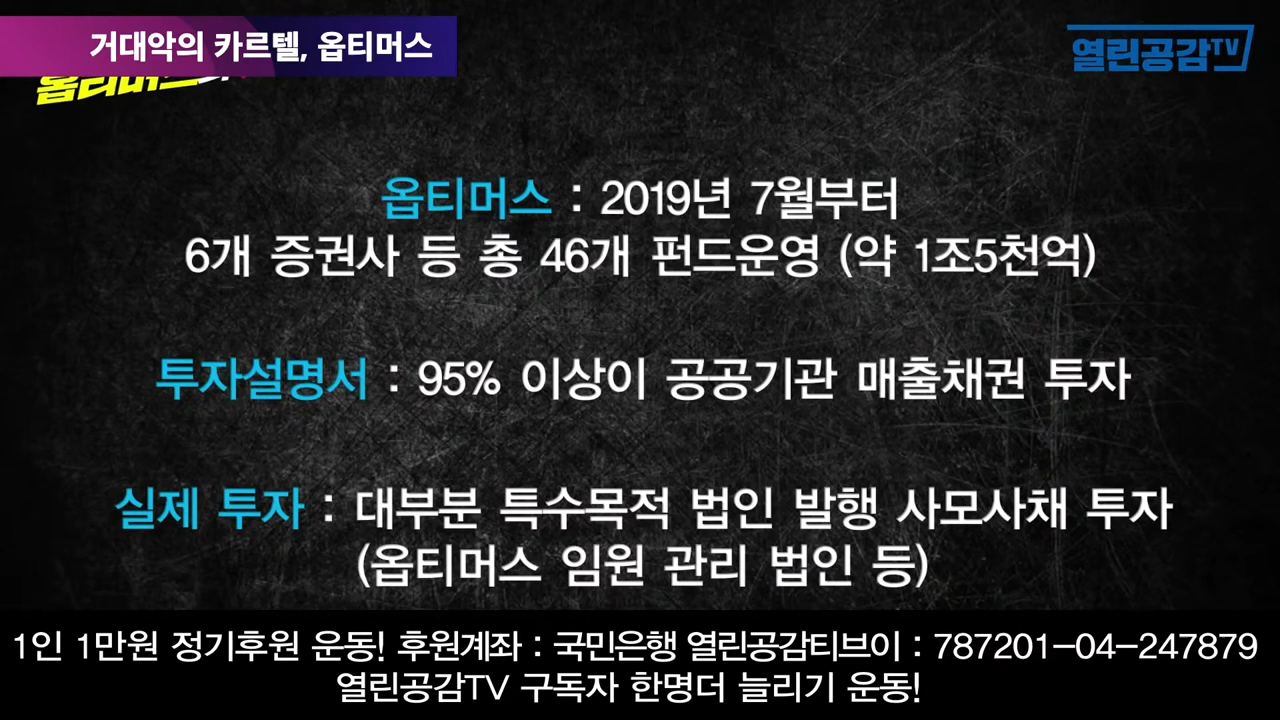 거대악의 카르텔, 옵티머스
열린공감TV
옵티머스
옵티머스 : 2019년 7월부터
6개 증권사 등 총 46개 펀드운영 (약 1조5천억)
투자설명서 : 95% 이상이 공공기관 매출채권 투자
실제 투자 : 대부분 특수목적 법인 발행 사모사채 투자
(옵티머스 임원 관리 법인 등)
1인 1만원 정기후원 운동! 후원계좌 : 국민은행 열린공감티브이 : 787201-04-247879
열린공감TV 구독자 한명더 늘리기 운동!